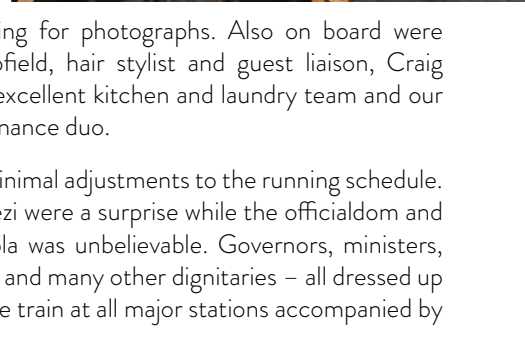 ing for photographs. Also on board were
ofield, hair stylist and guest liaison, Craig
excellent kitchen and laundry team and our
nance duo.
inimal adjustments to the running schedule.
ezi were a surprise while the officialdom and
ola was unbelievable. Governors, ministers,
and many other dignitaries – all dressed up
e train at all major stations accompanied by